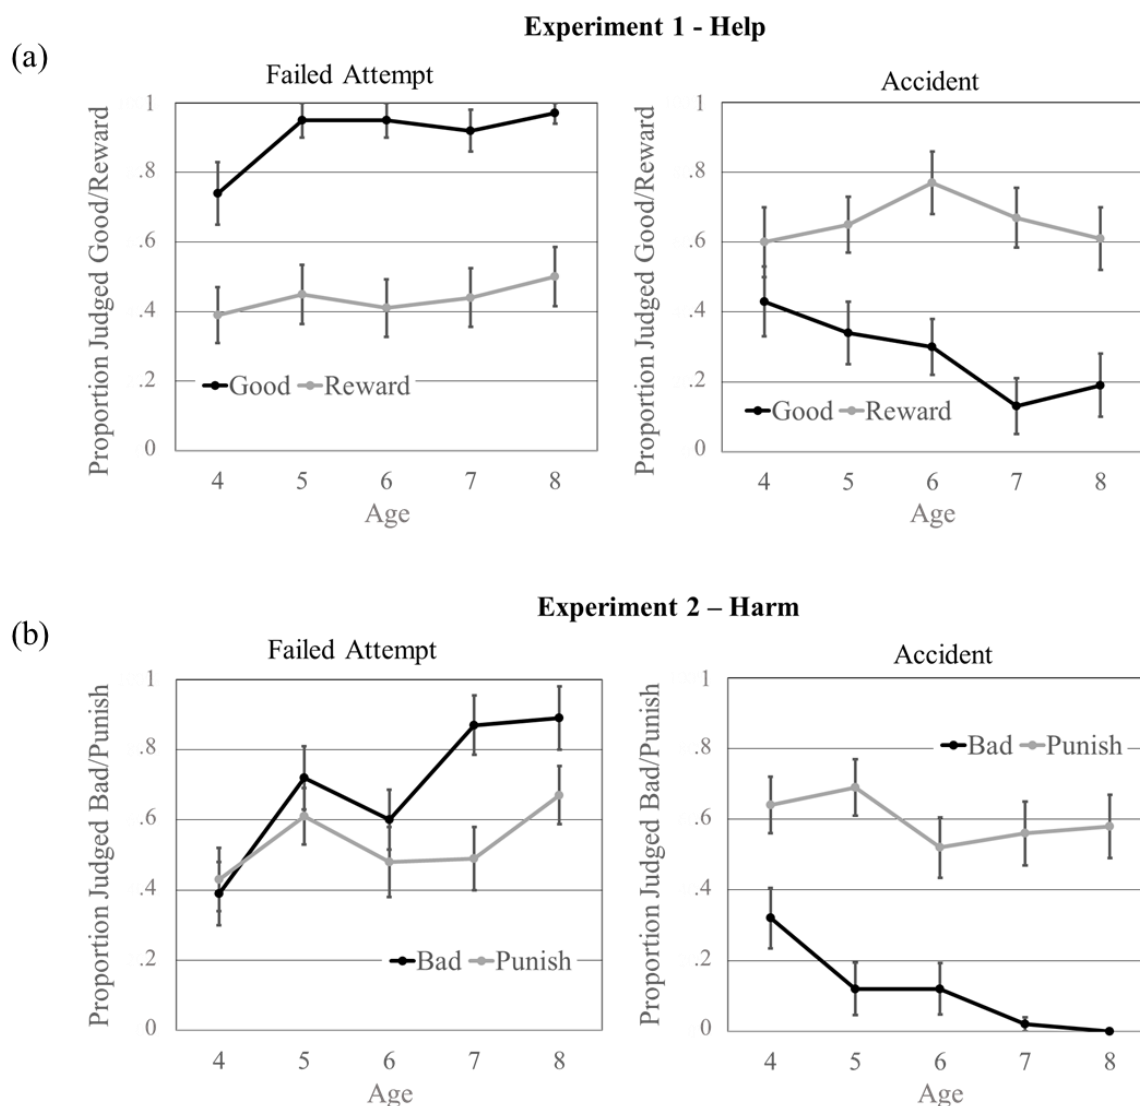 Experiment 1 - Help
(a)
Failed Attempt
Accident
Proportion Judged Good/Reward
1
.8
.6
.4
.2
0
Good Reward
4 5 6 7 8
Age
Proportion Judged Good/Reward
1
.8
.6
.4
.2
0
Good Reward
4 5 6 7 8
Age
Experiment 2 – Harm
(b)
Failed Attempt
Accident
Proportion Judged Bad/Punish
1
.8
.6
.4
.2
0
Bad Punish
4 5 6 7 8
Age
Proportion Judged Bad/Punish
1
.8
.6
.4
.2
0
Bad Punish
4 5 6 7 8
Age